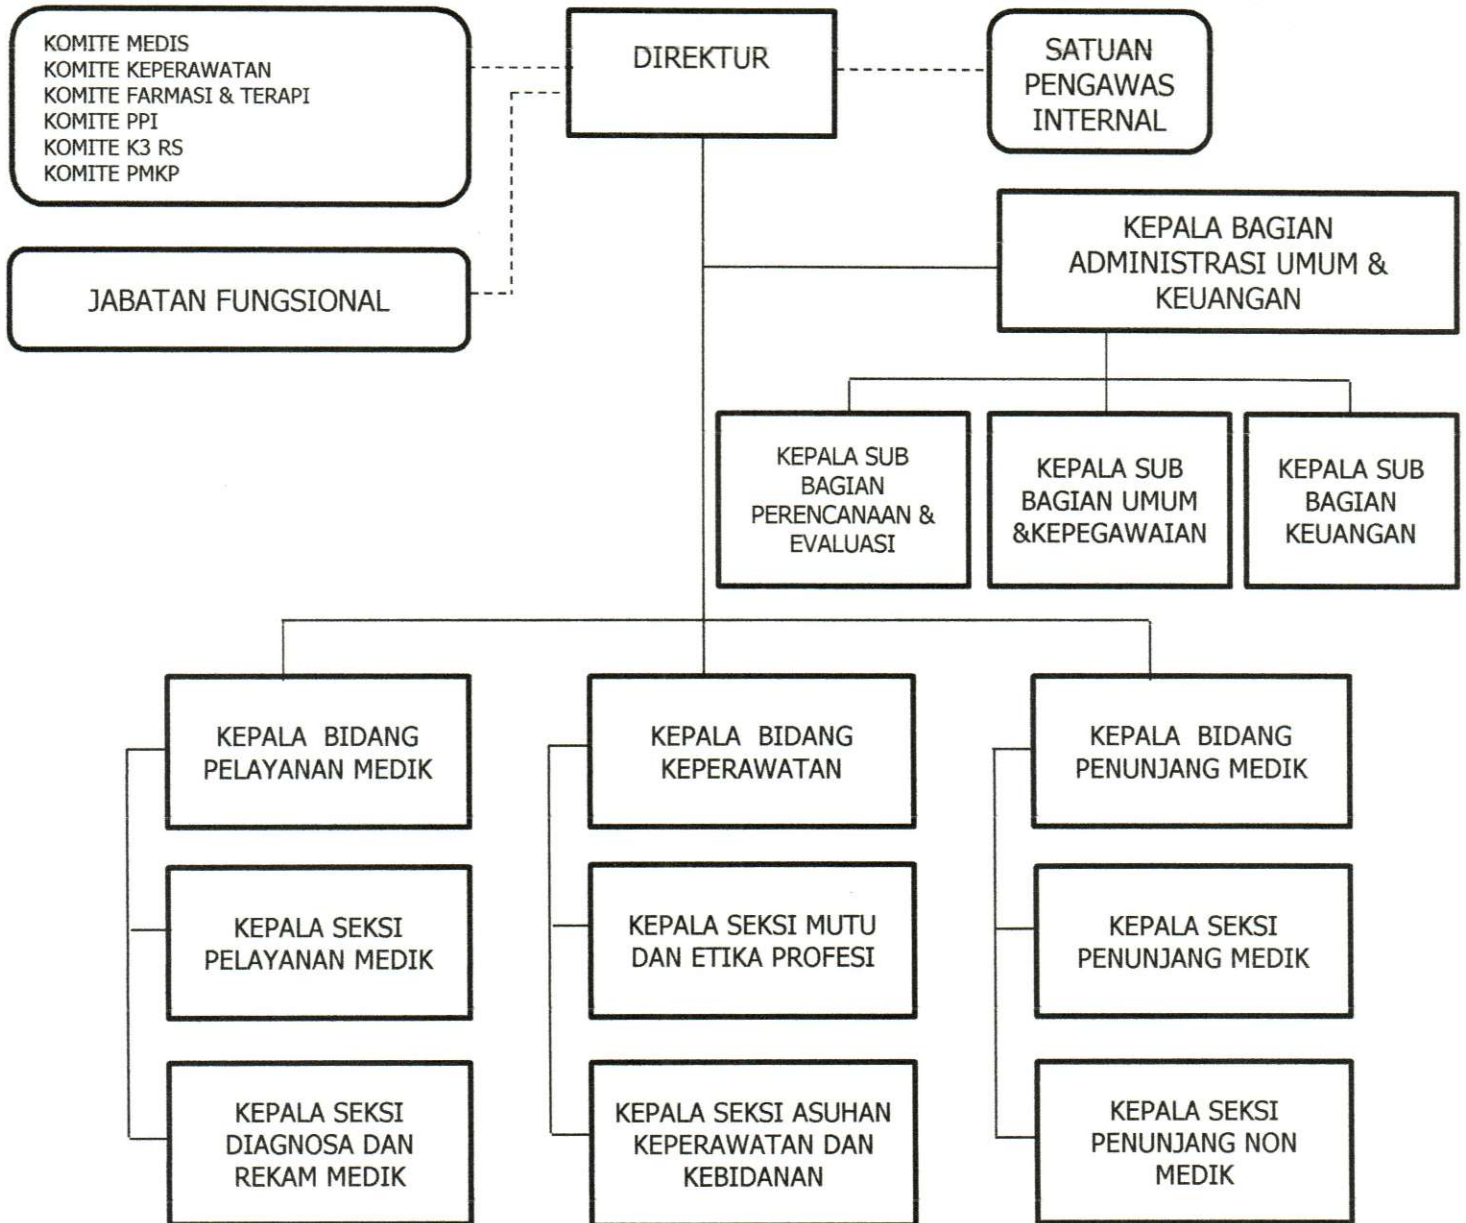 KOMITE MEDIS
KOMITE KEPERAWATAN
KOMITE FARMASI & TERAPI
KOMITE PPI
KOMITE K3 RS
KOMITE PMKP
DIREKTUR
SATUAN
PENGAWAS
INTERNAL
JABATAN FUNGSIONAL
KEPALA BAGIAN
ADMINISTRASI UMUM &
KEUANGAN
KEPALA SUB
BAGIAN
PERENCANAAN &
EVALUASI
KEPALA SUB
BAGIAN UMUM
&KEPEGAWAIAN
KEPALA SUB
BAGIAN
KEUANGAN
KEPALA BIDANG
PELAYANAN MEDIK
KEPALA BIDANG
KEPERAWATAN
KEPALA BIDANG
PENUNJANG MEDIK
KEPALA SEKSI
PELAYANAN MEDIK
KEPALA SEKSI MUTU
DAN ETIKA PROFESI
KEPALA SEKSI
PENUNJANG MEDIK
KEPALA SEKSI
DIAGNOSA DAN
REKAM MEDIK
KEPALA SEKSI ASUHAN
KEPERAWATAN DAN
KEBIDANAN
KEPALA SEKSI
PENUNJANG NON
MEDIK